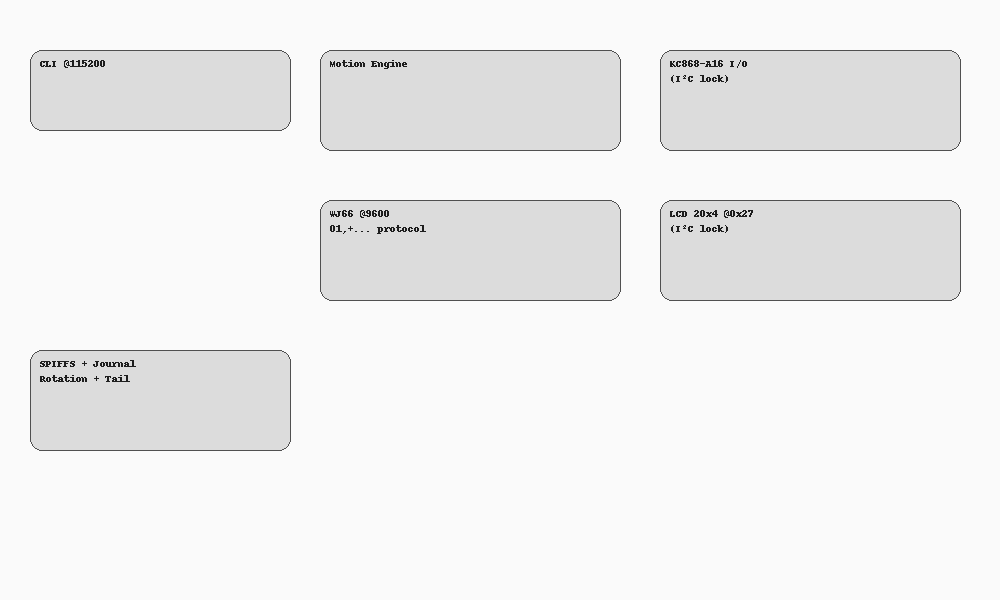 CLI @115200
Motion Engine
KC868-A16 I/O
(I²C lock)
WJ66 @9600
01,+... protocol
LCD 20x4 @0x27
(I²C lock)
SPIFFS + Journal
Rotation + Tail